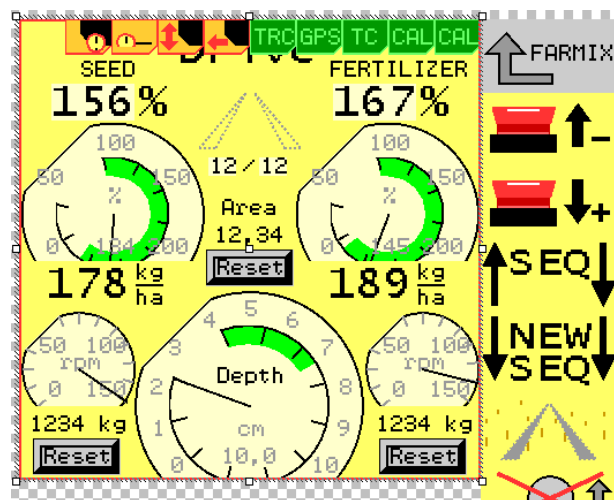 TRC GPS TC CAL CAL
FARMIX
Drive
SEED
FERTILIZER
156%
167%
100
50 150
%
0 184 200
12/12
100
50 150
%
0 145 200
Area
12,34
Reset
178 kg/ha
189 kg/ha
SEQ
NEW
SEQ
50 100
rpm
0 150
1234 kg
Reset
0 1 2 3 4 5 6 7 8 9 10
Depth
cm
10,0
50 100
rpm
0 150
1234 kg
Reset